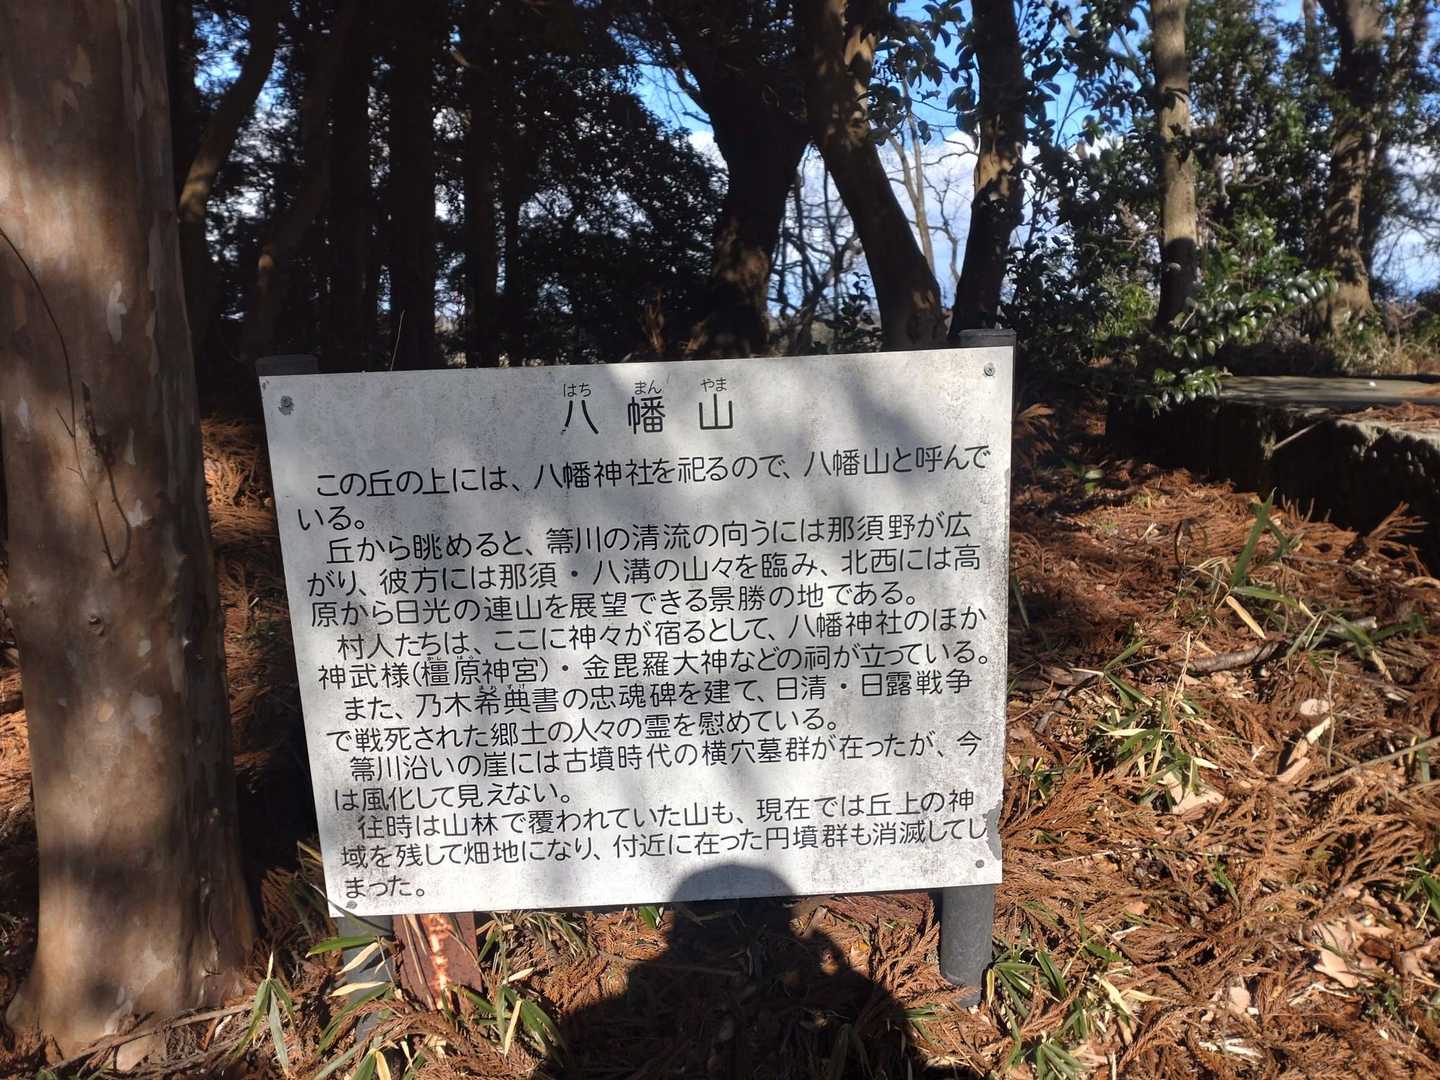 はち まん やま
八幡山
この丘の上には、八幡神社を祀るので、八幡山と呼んで
いる。
丘から眺めると、箒川の清流の向うには那須野が広
がり、彼方には那須・八溝の山々を臨み、北西には高
原から日光の連山を展望できる景勝の地である。
村人たちは、ここに神々が宿るとして、八幡神社のほか
神武様(橿原神宮)・金毘羅大神などの祠が立っている。
また、乃木希典書の忠魂碑を建て、日清・日露戦争
で戦死された郷土の人々の霊を慰めている。
箒川沿いの崖には古墳時代の横穴墓群が在ったが、今
は風化して見えない。
往時は山林で覆われていた山も、現在では丘上の神
域を残して畑地になり、付近に在った円墳群も消滅してし
まった。